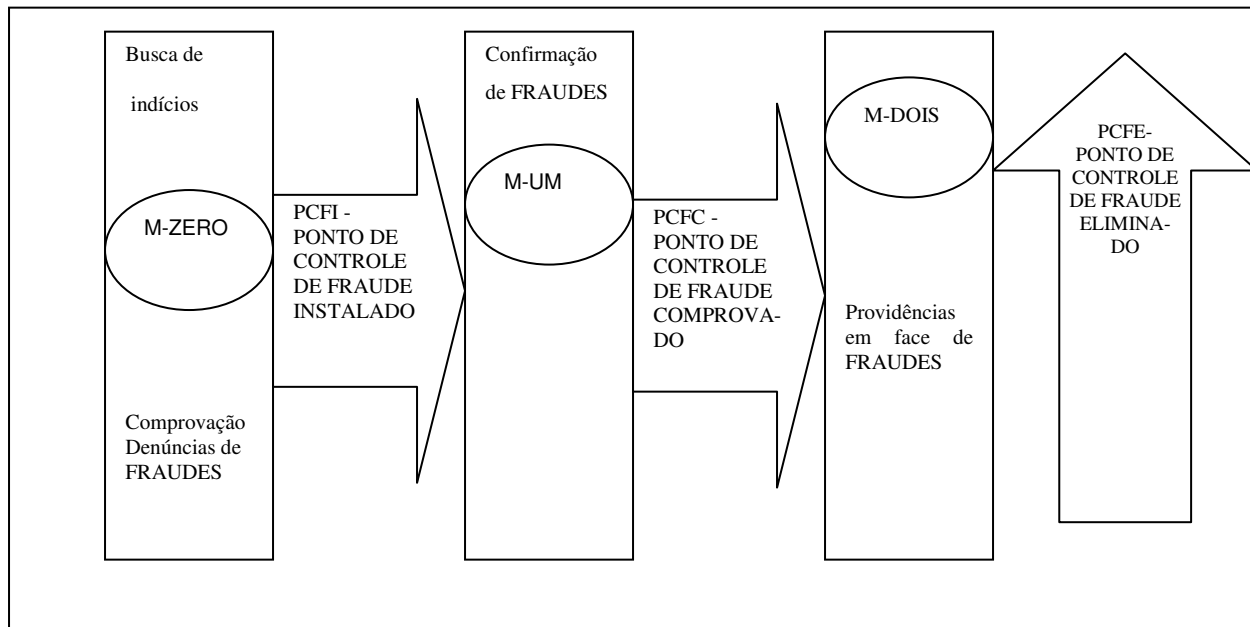 Busca de
indícios
M-ZERO
Comprovação
Denúncias de
FRAUDES
PCFI -
PONTO DE
CONTROLE
DE FRAUDE
INSTALADO
Confirmação
de FRAUDES
M-UM
PCFC -
PONTO DE
CONTROLE
DE FRAUDE
COMPROVA-
DO
M-DOIS
Providências
em face de
FRAUDES
PCFE-
PONTO DE
CONTROLE
DE FRAUDE
ELIMINA-
DO